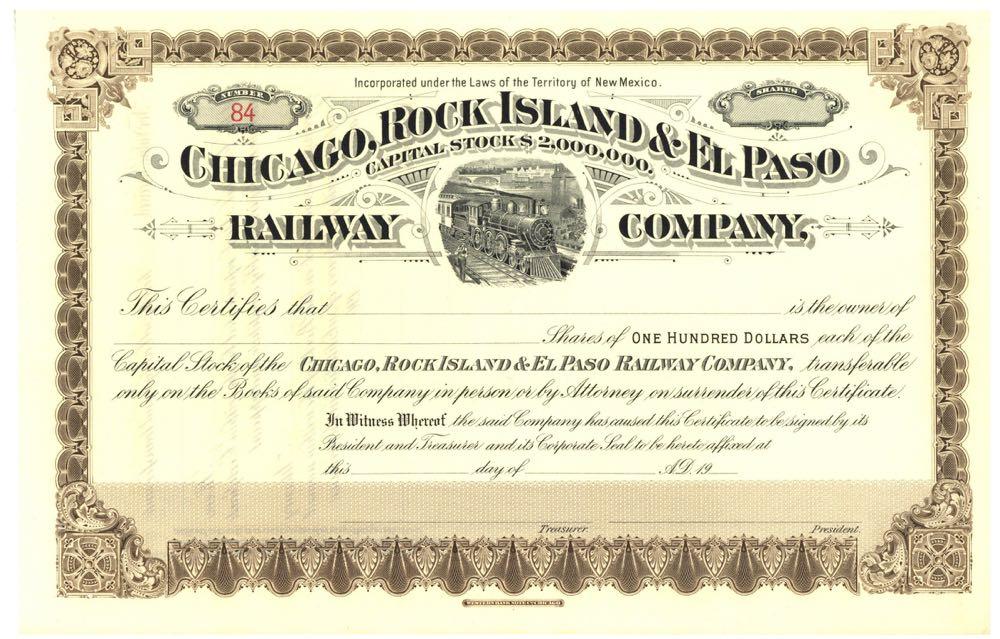 Incorporated under the Laws of the Territory of New Mexico.
NUMBER
84
SHARES
CHICAGO, ROCK ISLAND & EL PASO
CAPITAL STOCK $ 2,000,000.
RAILWAY COMPANY,
This Certifies that is the owner of
Shares of ONE HUNDRED DOLLARS each of the
Capital Stock of the CHICAGO, ROCK ISLAND & EL PASO RAILWAY COMPANY, transferable
only on the Books of said Company in person or by Attorney on surrender of this Certificate.
In Witness Whereof the said Company has caused this Certificate to be signed by its
President and Treasurer and its Corporate Seal to be hereto affixed at
this day of A.D. 19
Treasurer. President.
WESTERN BANK NOTE CO. CHICAGO